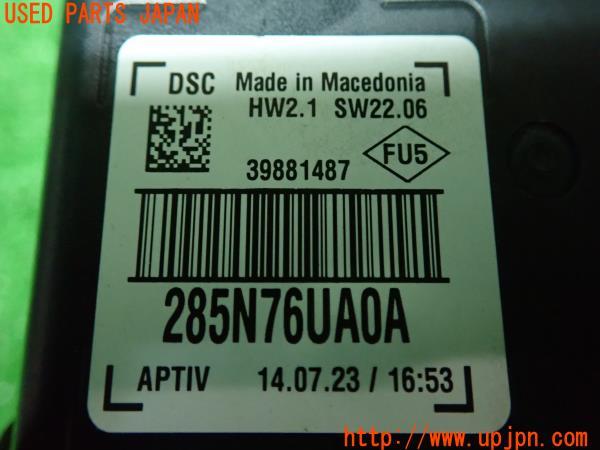 USED PARTS JAPAN
DSC Made in Macedonia
HW2.1 SW22.06
39881487
FU5
285N76UA0A
APTIV 14.07.23 / 16:53
http://www.upjpn.com